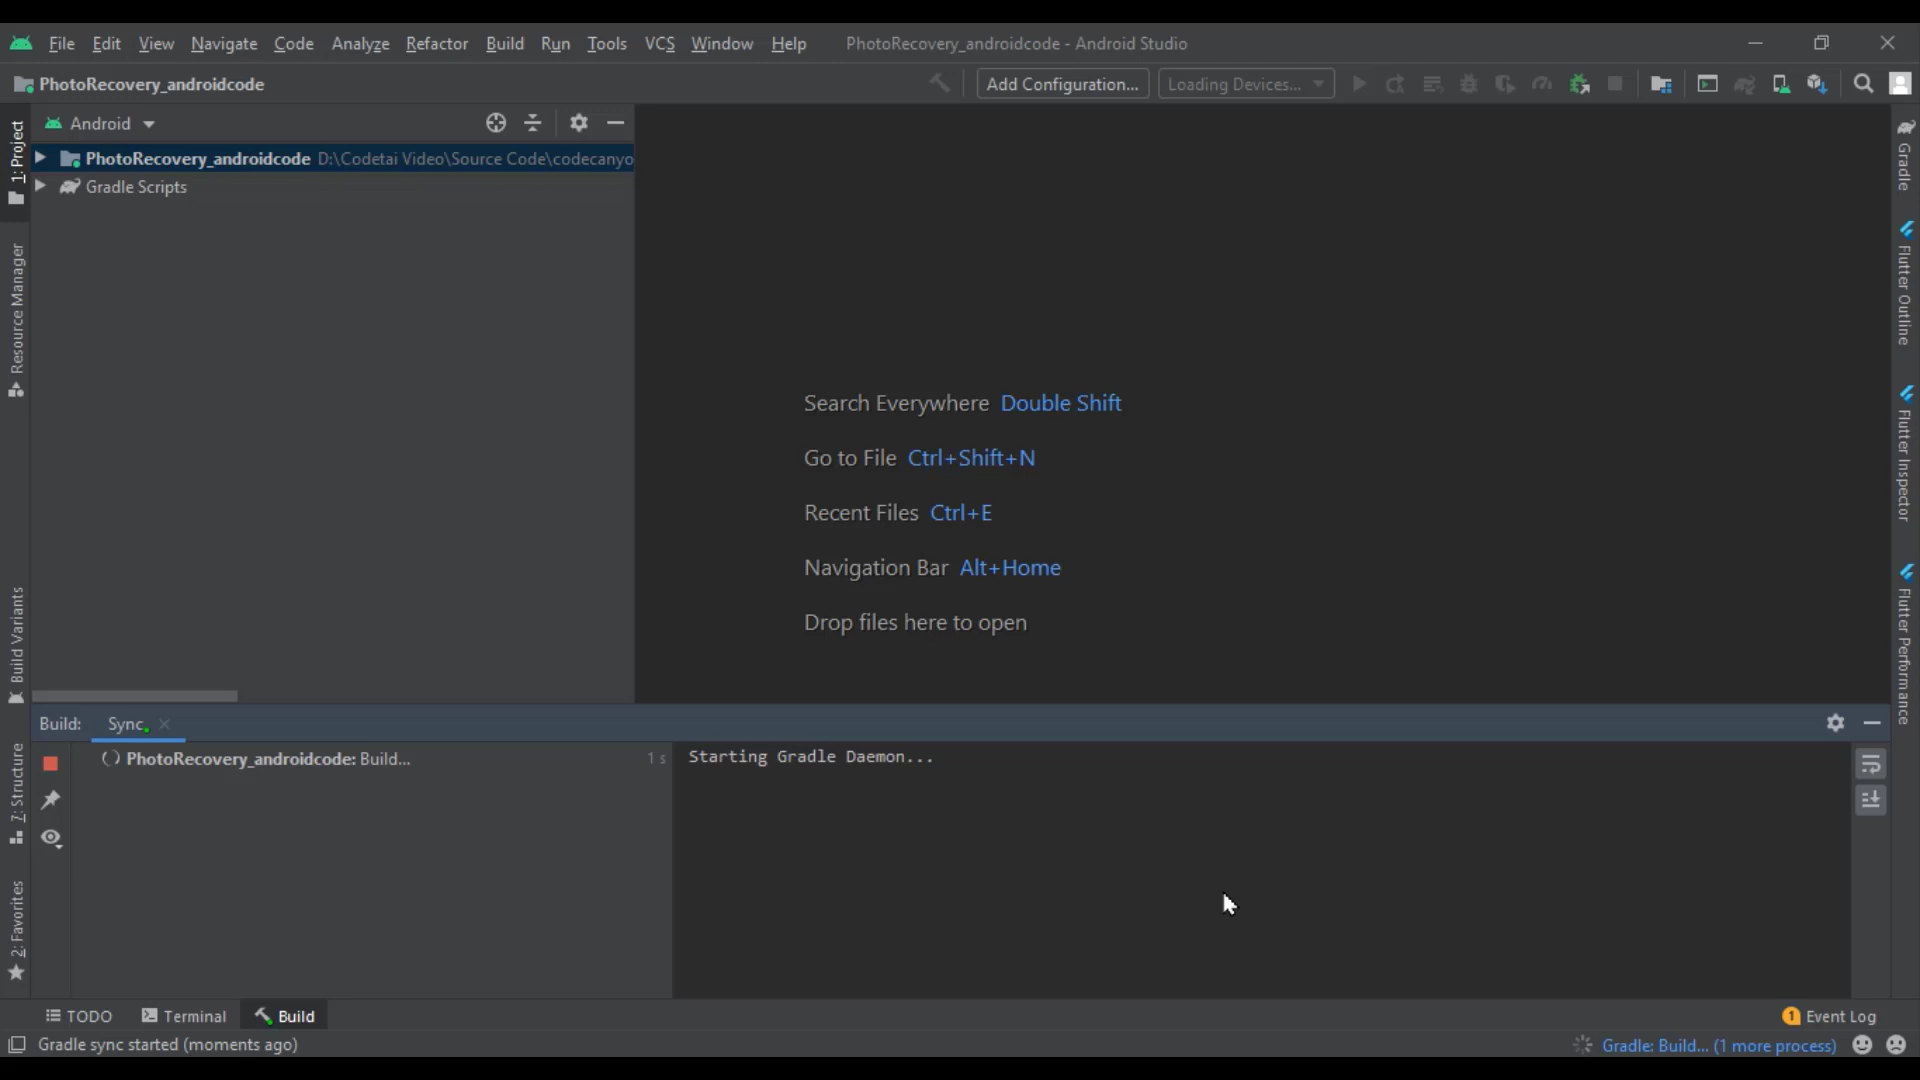 File Edit View Navigate Code Analyze Refactor Build Run Tools VCS Window Help PhotoRecovery_androidcode - Android Studio
PhotoRecovery_androidcode Add Configuration... Loading Devices...
1: Project
Resource Manager
Build Variants
7: Structure
2: Favorites
Android
PhotoRecovery_androidcode D:\Codetai Video\Source Code\codecanyo
Gradle Scripts
Search Everywhere Double Shift
Go to File Ctrl+Shift+N
Recent Files Ctrl+E
Navigation Bar Alt+Home
Drop files here to open
Gradle
Flutter Outline
Flutter Inspector
Flutter Performance
Build: Sync
PhotoRecovery_androidcode: Build... 1 s
Starting Gradle Daemon...
TODO Terminal Build 1 Event Log
Gradle sync started (moments ago) Gradle: Build... (1 more process)